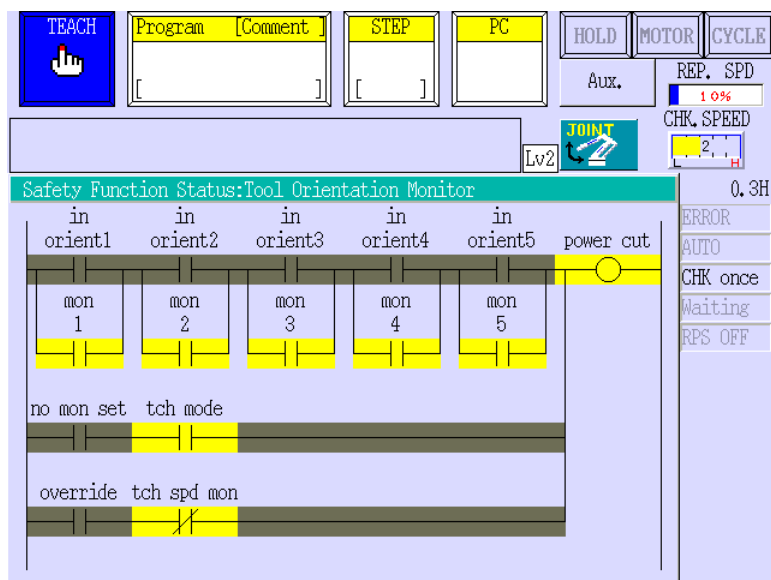 TEACH
Program [Comment ]
[ ]
STEP
[ ]
PC
HOLD
MOTOR
CYCLE
Aux.
REP. SPD
10%
CHK.SPEED
2
L H
Lv2
JOINT
Safety Function Status:Tool Orientation Monitor
0.3H
in in in in in
orient1 orient2 orient3 orient4 orient5 power cut
mon mon mon mon mon
1 2 3 4 5
no mon set tch mode
override tch spd mon
ERROR
AUTO
CHK once
Waiting
RPS OFF